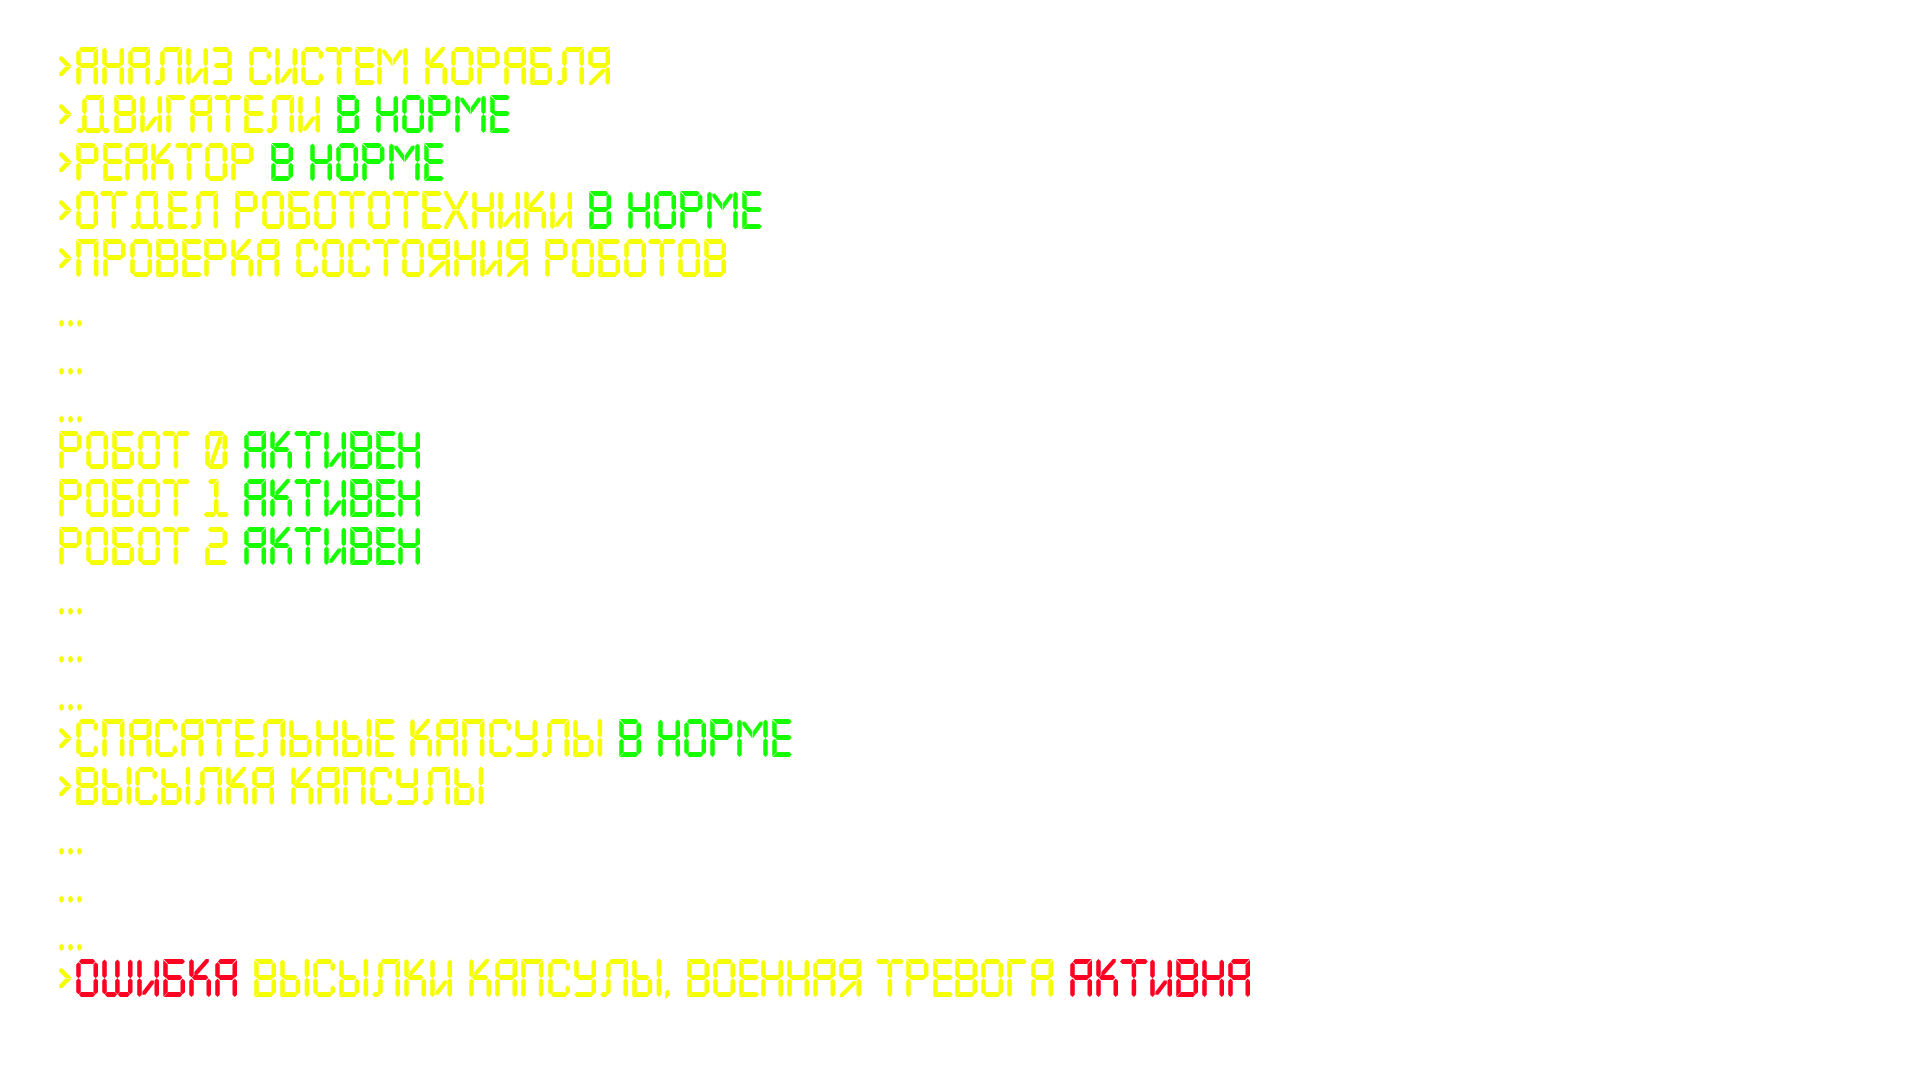 >АНАЛИЗ СИСТЕМ КОРАБЛЯ
>ДВИГАТЕЛИ В НОРМЕ
>РЕАКТОР В НОРМЕ
>ОТДЕЛ РОБОТОТЕХНИКИ В НОРМЕ
>ПРОВЕРКА СОСТОЯНИЯ РОБОТОВ
...
...
...
РОБОТ 0 АКТИВЕН
РОБОТ 1 АКТИВЕН
РОБОТ 2 АКТИВЕН
...
...
...
>СПАСАТЕЛЬНЫЕ КАПСУЛЫ В НОРМЕ
>ВЫСЫЛКА КАПСУЛЫ
...
...
...
>ОШИБКА ВЫСЫЛКИ КАПСУЛЫ, ВОЕННАЯ ТРЕВОГА АКТИВНА